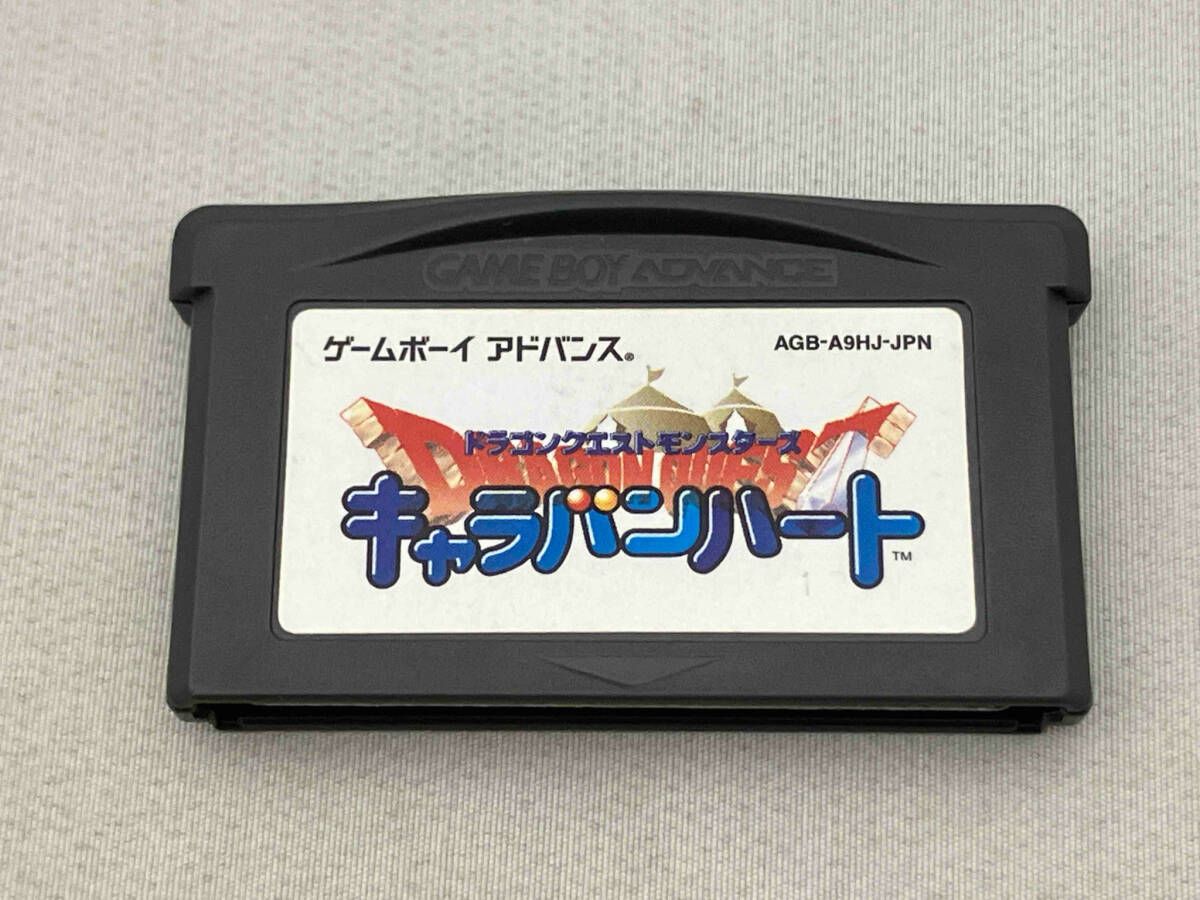 GAME BOY ADVANCE
ゲームボーイ アドバンス®
AGB-A9HJ-JPN
DRAGON QUEST
ドラゴンクエストモンスターズ
キャラバンハート™